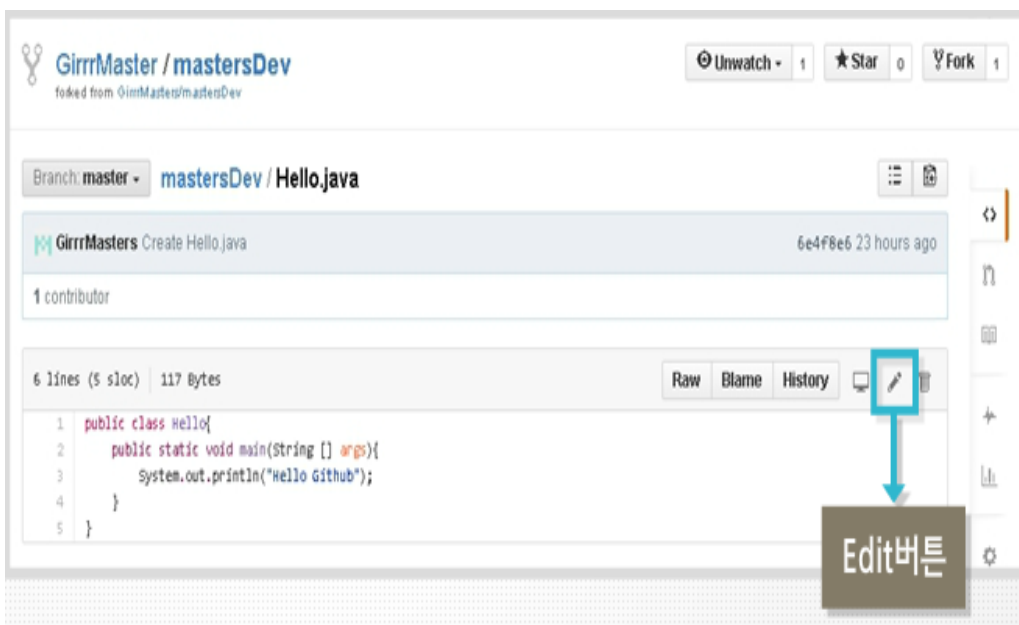 GirrrMaster / mastersDev
forked from GirrrMasters/mastersDev
Unwatch 1 Star 0 Fork 1
Branch: master mastersDev / Hello.java
GirrrMasters Create Hello.java 6e4f8e6 23 hours ago
1 contributor
6 lines (5 sloc) 117 Bytes Raw Blame History
1 public class Hello{
2 public static void main(String [] args){
3 System.out.println("Hello Github");
4 }
5 }
Edit버튼